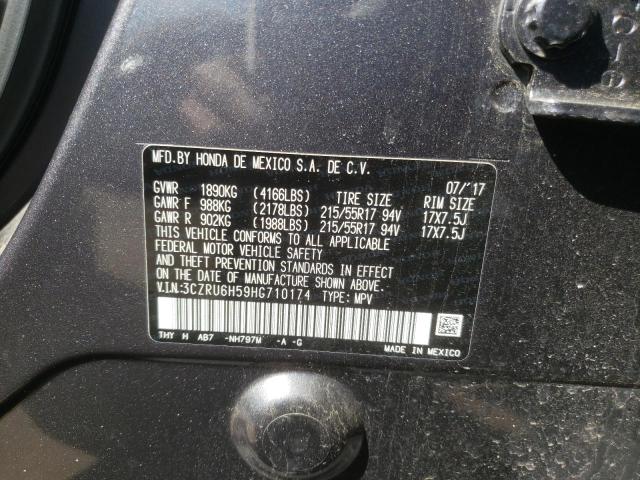 MFD.BY HONDA DE MEXICO S.A. DE C.V.
07/'17
GVWR 1890KG (4166LBS) TIRE SIZE RIM SIZE
GAWR F 988KG (2178LBS) 215/55R17 94V 17X7.5J
GAWR R 902KG (1988LBS) 215/55R17 94V 17X7.5J
THIS VEHICLE CONFORMS TO ALL APPLICABLE
FEDERAL MOTOR VEHICLE SAFETY
AND THEFT PREVENTION STANDARDS IN EFFECT
ON THE DATE OF MANUFACTURE SHOWN ABOVE.
V.I.N.:3CZRU6H59HG710174 TYPE: MPV
THY H AB7 -NH797M -A -G MADE IN MEXICO